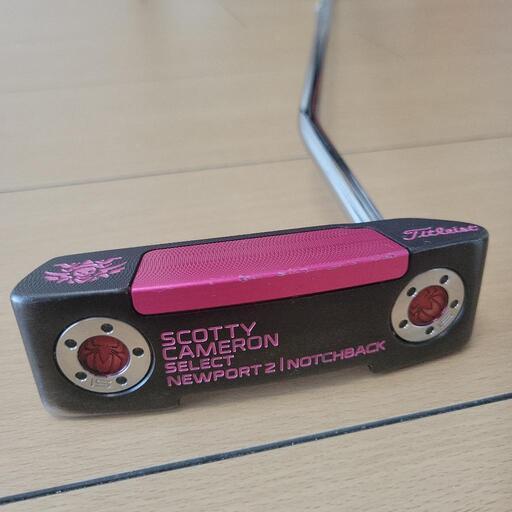 Titleist
SCOTTY
CAMERON
SELECT
NEWPORT 2 | NOTCHBACK